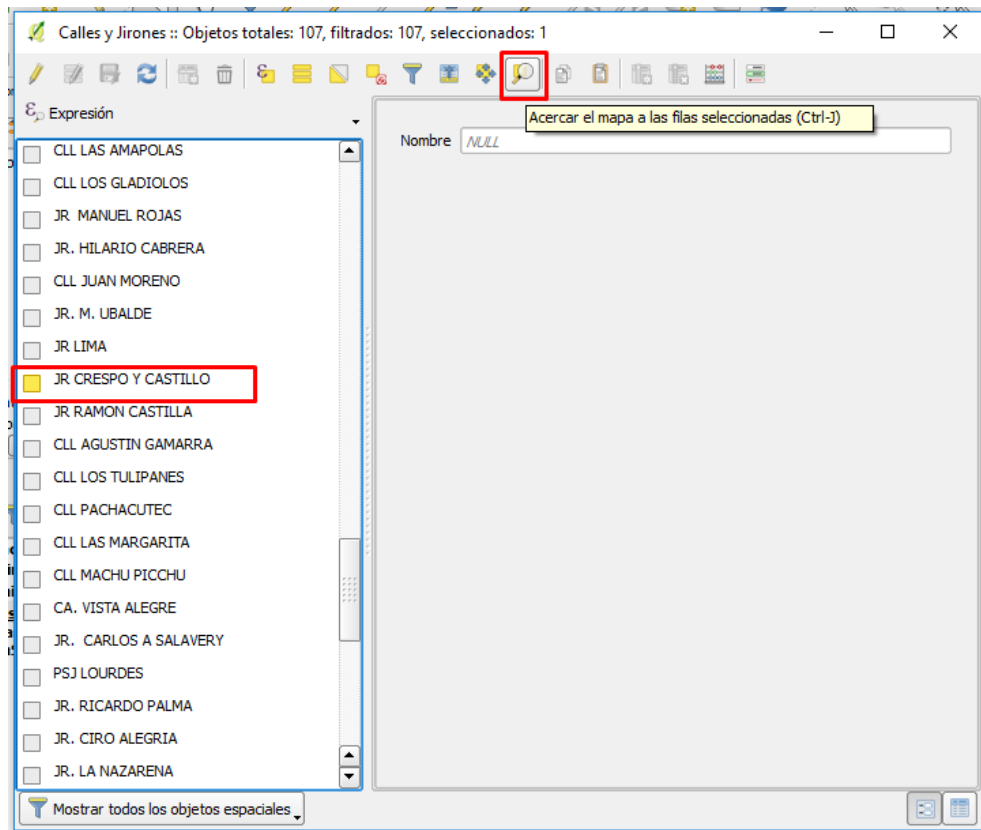 Calles y Jirones :: Objetos totales: 107, filtrados: 107, seleccionados: 1
Expresión
Acercar el mapa a las filas seleccionadas (Ctrl-J)
Nombre NULL
CLL LAS AMAPOLAS
CLL LOS GLADIOLOS
JR  MANUEL ROJAS
JR. HILARIO CABRERA
CLL JUAN MORENO
JR. M. UBALDE
JR LIMA
JR CRESPO Y CASTILLO
JR RAMON CASTILLA
CLL AGUSTIN GAMARRA
CLL LOS TULIPANES
CLL PACHACUTEC
CLL LAS MARGARITA
CLL MACHU PICCHU
CA. VISTA ALEGRE
JR.  CARLOS A SALAVERY
PSJ LOURDES
JR. RICARDO PALMA
JR. CIRO ALEGRIA
JR. LA NAZARENA
Mostrar todos los objetos espaciales